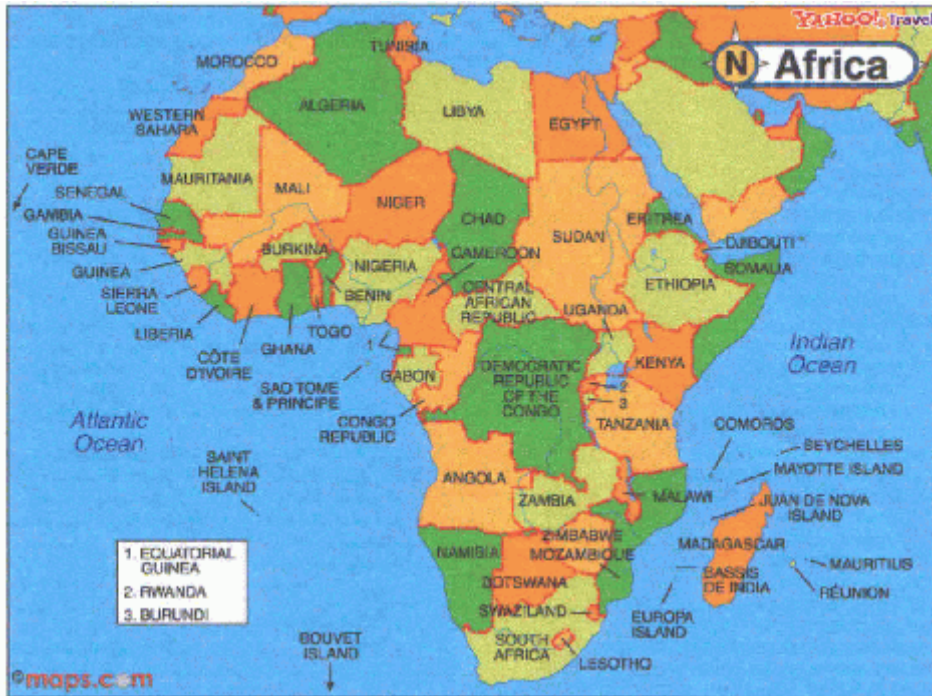 YAHOO! travel
N Africa
MOROCCO
TUNISIA
ALGERIA
LIBYA
EGYPT
WESTERN
SAHARA
CAPE
VERDE
MAURITANIA
MALI
NIGER
CHAD
SUDAN
ERITREA
SENEGAL
GAMBIA
GUINEA
BISSAU
GUINEA
SIERRA
LEONE
LIBERIA
CÔTE
D'IVOIRE
BURKINA
GHANA
TOGO
BENIN
NIGERIA
CAMEROON
CENTRAL
AFRICAN
REPUBLIC
DJIBOUTI
SOMALIA
ETHIOPIA
UGANDA
KENYA
Indian
Ocean
1
SAO TOME
& PRINCIPE
GABON
CONGO
REPUBLIC
DEMOCRATIC
REPUBLIC
OF THE
CONGO
2
3
TANZANIA
Atlantic
Ocean
SAINT
HELENA
ISLAND
COMOROS
SEYCHELLES
MAYOTTE ISLAND
JUAN DE NOVA
ISLAND
ANGOLA
ZAMBIA
MALAWI
ZIMBABWE
MOZAMBIQUE
MADAGASCAR
BASSIS
DE INDIA
MAURITIUS
RÉUNION
EUROPA
ISLAND
NAMIBIA
BOTSWANA
SWAZILAND
SOUTH
AFRICA
LESOTHO
1. EQUATORIAL
GUINEA
2. RWANDA
3. BURUNDI
BOUVET
ISLAND
©maps.com